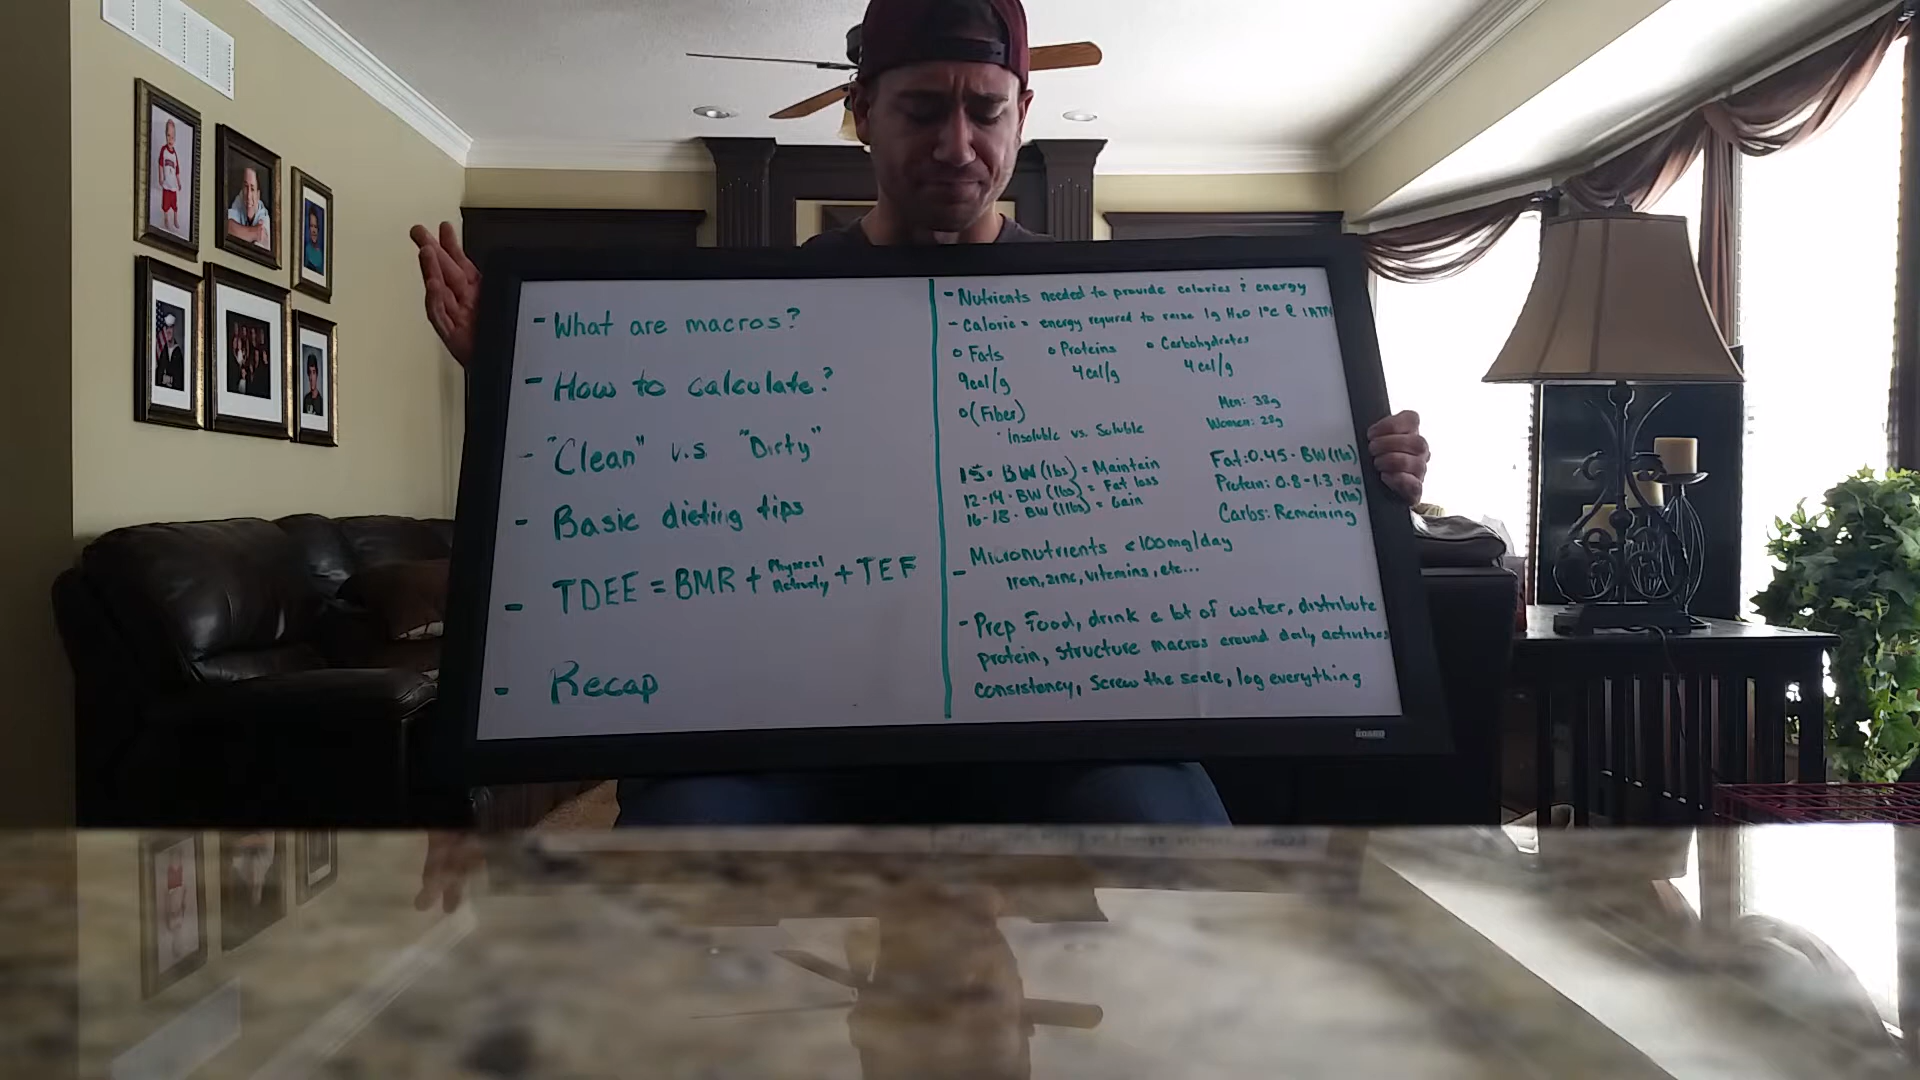 - What are macros?
- How to calculate?
- "Clean" v.s "Dirty"
- Basic dieting tips
- TDEE = BMR + Physical Activity + TEF
- Recap
- Nutrients needed to provide calories & energy
- Calorie = energy required to raise 1g H2O 1°C @ 1ATM
o Fats o Proteins o Carbohydrates
9cal/g 4cal/g 4cal/g
o (Fiber)
· Insoluble vs. Soluble
Men: 38g
Women: 28g
15 · BW (lbs) = Maintain
12-14 · BW (lbs) = Fat loss
16-18 · BW (lbs) = Gain
Fat: 0.45 · BW (lbs)
Protein: 0.8-1.3 · BW
(lbs)
Carbs: Remaining
- Micronutrients <100mg/day
Iron, zinc, vitamins, etc...
- Prep Food, drink a lot of water, distribute
protein, structure macros around daily activities
consistency, screw the scale, log everything
BOARD